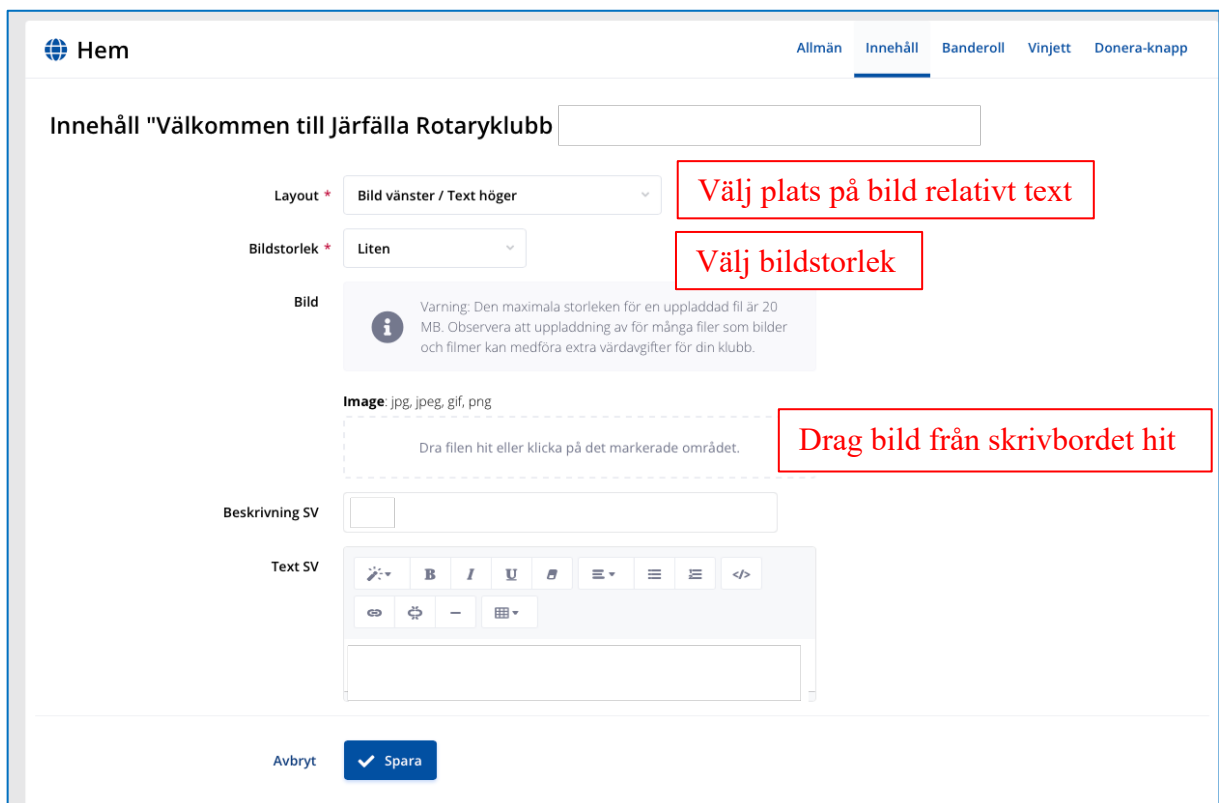 Hem
Allmän Innehåll Banderoll Vinjett Donera-knapp
Innehåll "Välkommen till Järfälla Rotaryklubb
Layout * Bild vänster / Text höger
Välj plats på bild relativt text
Bildstorlek * Liten
Välj bildstorlek
Bild
Varning: Den maximala storleken för en uppladdad fil är 20
MB. Observera att uppladdning av för många filer som bilder
och filmer kan medföra extra värdavgifter för din klubb.
Image: jpg, jpeg, gif, png
Dra filen hit eller klicka på det markerade området.
Drag bild från skrivbordet hit
Beskrivning SV
Text SV
B I U </>
Avbryt Spara